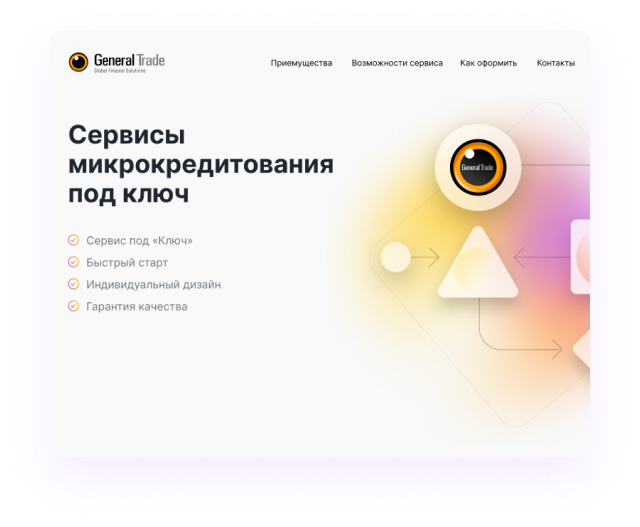 General Trade
Global Finacial Solutions
Приемущества
Возможности сервиса
Как оформить
Контакты
Сервисы
микрокредитования
под ключ
General Trade
Сервис под «Ключ»
Быстрый старт
Индивидуальный дизайн
Гарантия качества